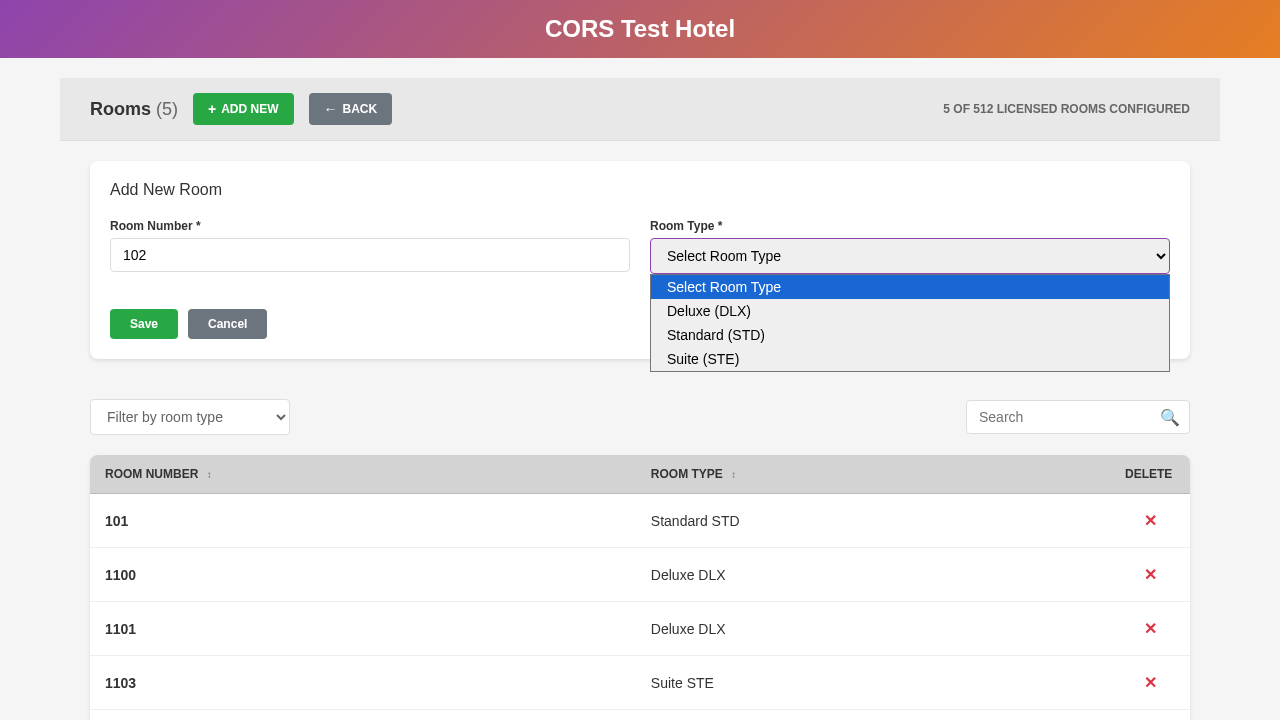 CORS Test Hotel
Rooms (5)
+ ADD NEW
← BACK
5 OF 512 LICENSED ROOMS CONFIGURED
Add New Room
Room Number *
Room Type *
102
Select Room Type
Select Room Type
Deluxe (DLX)
Standard (STD)
Suite (STE)
Save
Cancel
Filter by room type
Search
ROOM NUMBER ↕
ROOM TYPE ↕
DELETE
101
Standard STD
1100
Deluxe DLX
1101
Deluxe DLX
1103
Suite STE